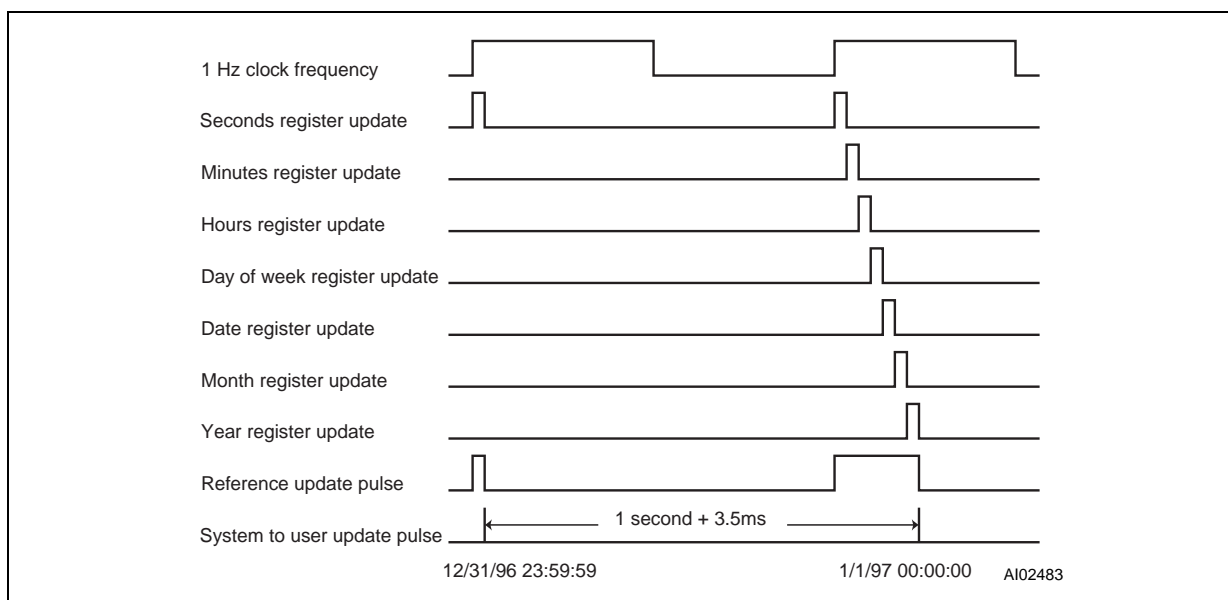 1 Hz clock frequency
Seconds register update
Minutes register update
Hours register update
Day of week register update
Date register update
Month register update
Year register update
Reference update pulse
System to user update pulse
1 second + 3.5ms
12/31/96 23:59:59
1/1/97 00:00:00
AI02483